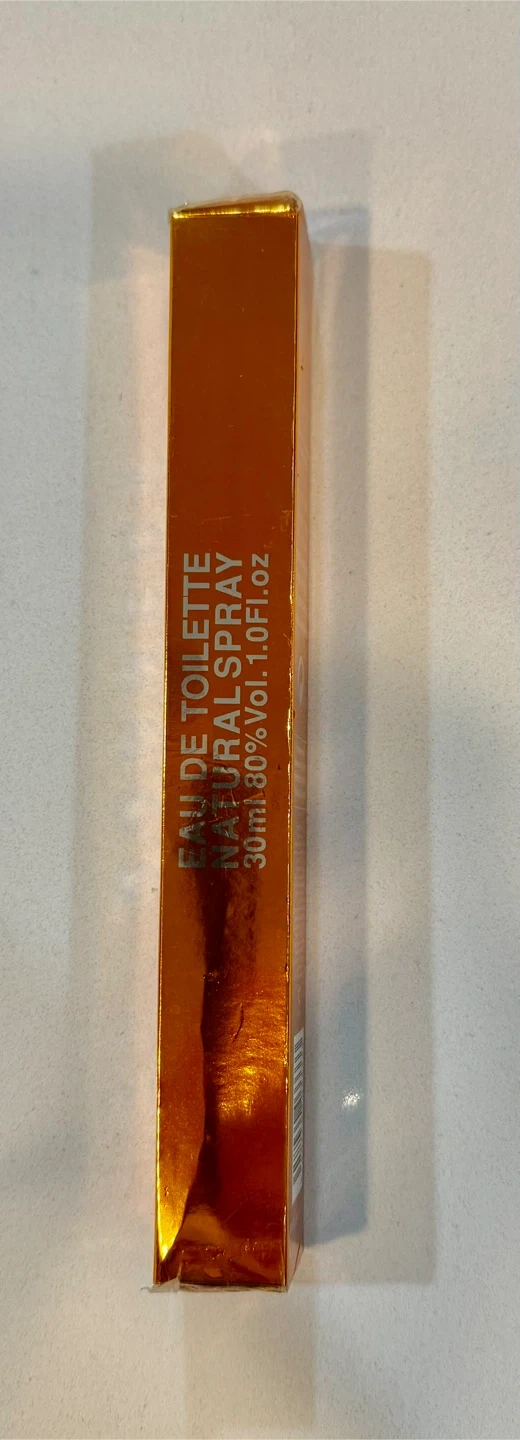 EAU DE TOILETTE
NATURAL SPRAY
30ml 80%Vol. 1.0Fl.oz